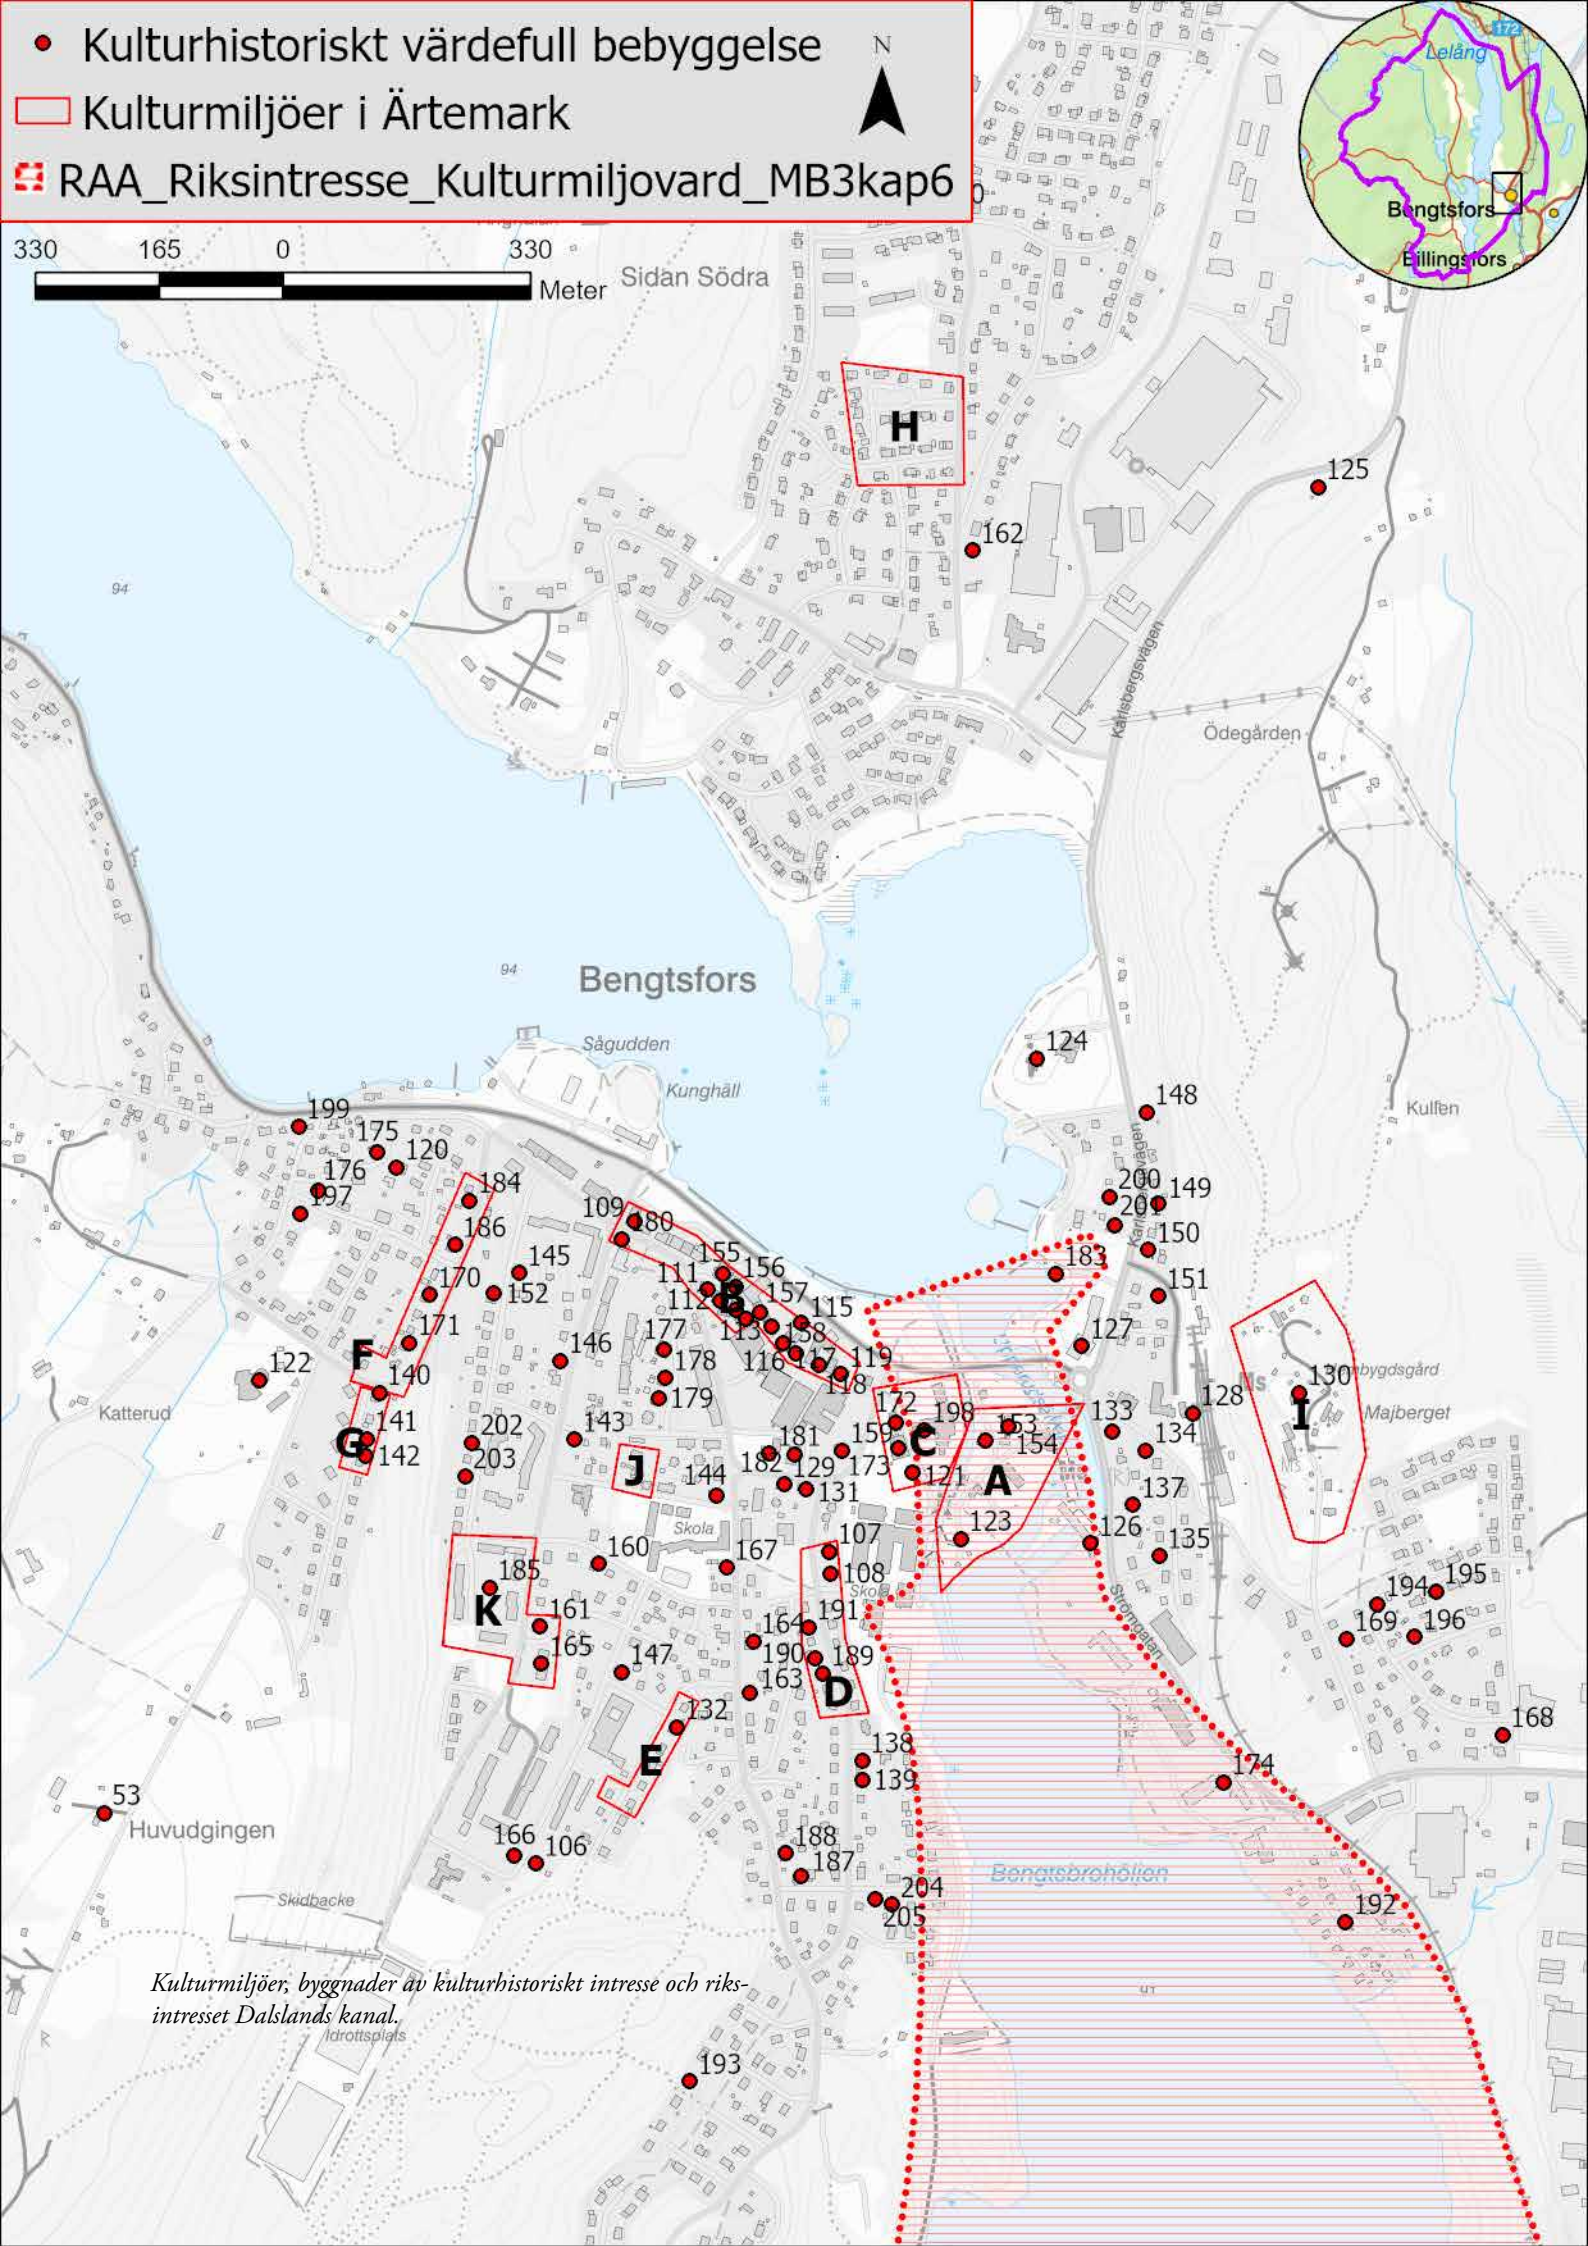 Kulturhistoriskt värdefull bebyggelse
Kulturmiljöer i Ärtemark
RAA_Riksintresse_Kulturmiljovard_MB3kap6
N
172
Lelång
Bengtsfors
Billingsfors
330 165 0 330
Meter
Sidan Södra
H
125
162
94
Karlsbergsvägen
Ödegården
94
Bengtsfors
Sågudden
Kunghäll
124
148
Kulfen
199
175
120
176
197
184
200
149
201
150
109
180
186
145
155
156
183
151
170
152
111
157
112
B
115
113
158
171
146
177
116
117
119
127
F
178
118
122
140
179
172
128
130
Majberget
Katterud
141
G
142
202
143
181
159
198
153
133
I
C
154
134
203
J
182
129
173
121
A
144
131
137
Skola
107
123
126
135
160
167
108
Skola
185
195
194
K
161
164
191
169
196
165
147
190
189
163
D
Strömgatan
132
168
E
138
174
139
53
Huvudgingen
166
106
188
187
Bengtsbrohöljen
Skidbacke
204
205
192
Kulturmiljöer, byggnader av kulturhistoriskt intresse och riks-
intresset Dalslands kanal.
Idrottsplats
91
193